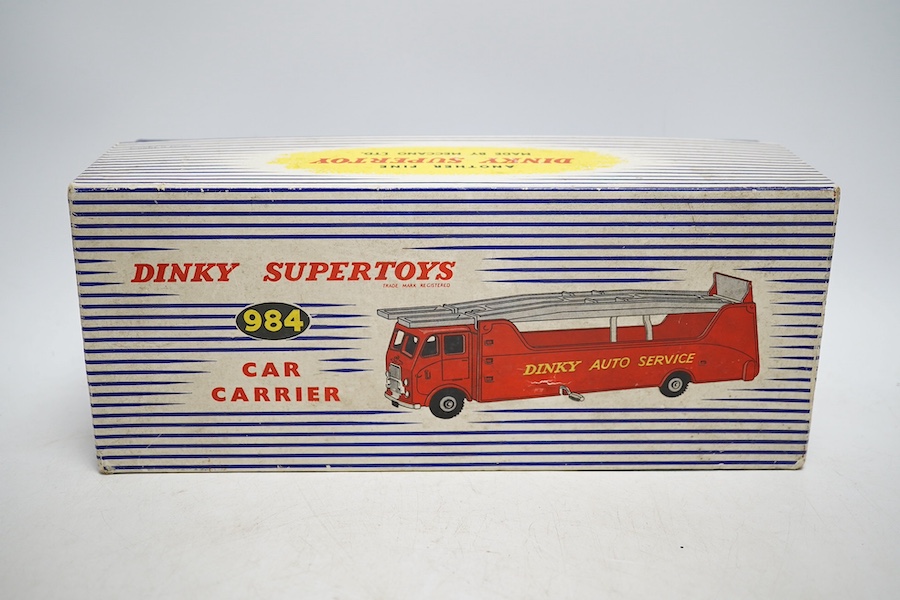 ANOTHER FINE
DINKY SUPERTOY
MADE BY MECCANO LTD.
DINKY SUPERTOYS
TRADE MARK REGISTERED
984
CAR
CARRIER
DINKY AUTO SERVICE